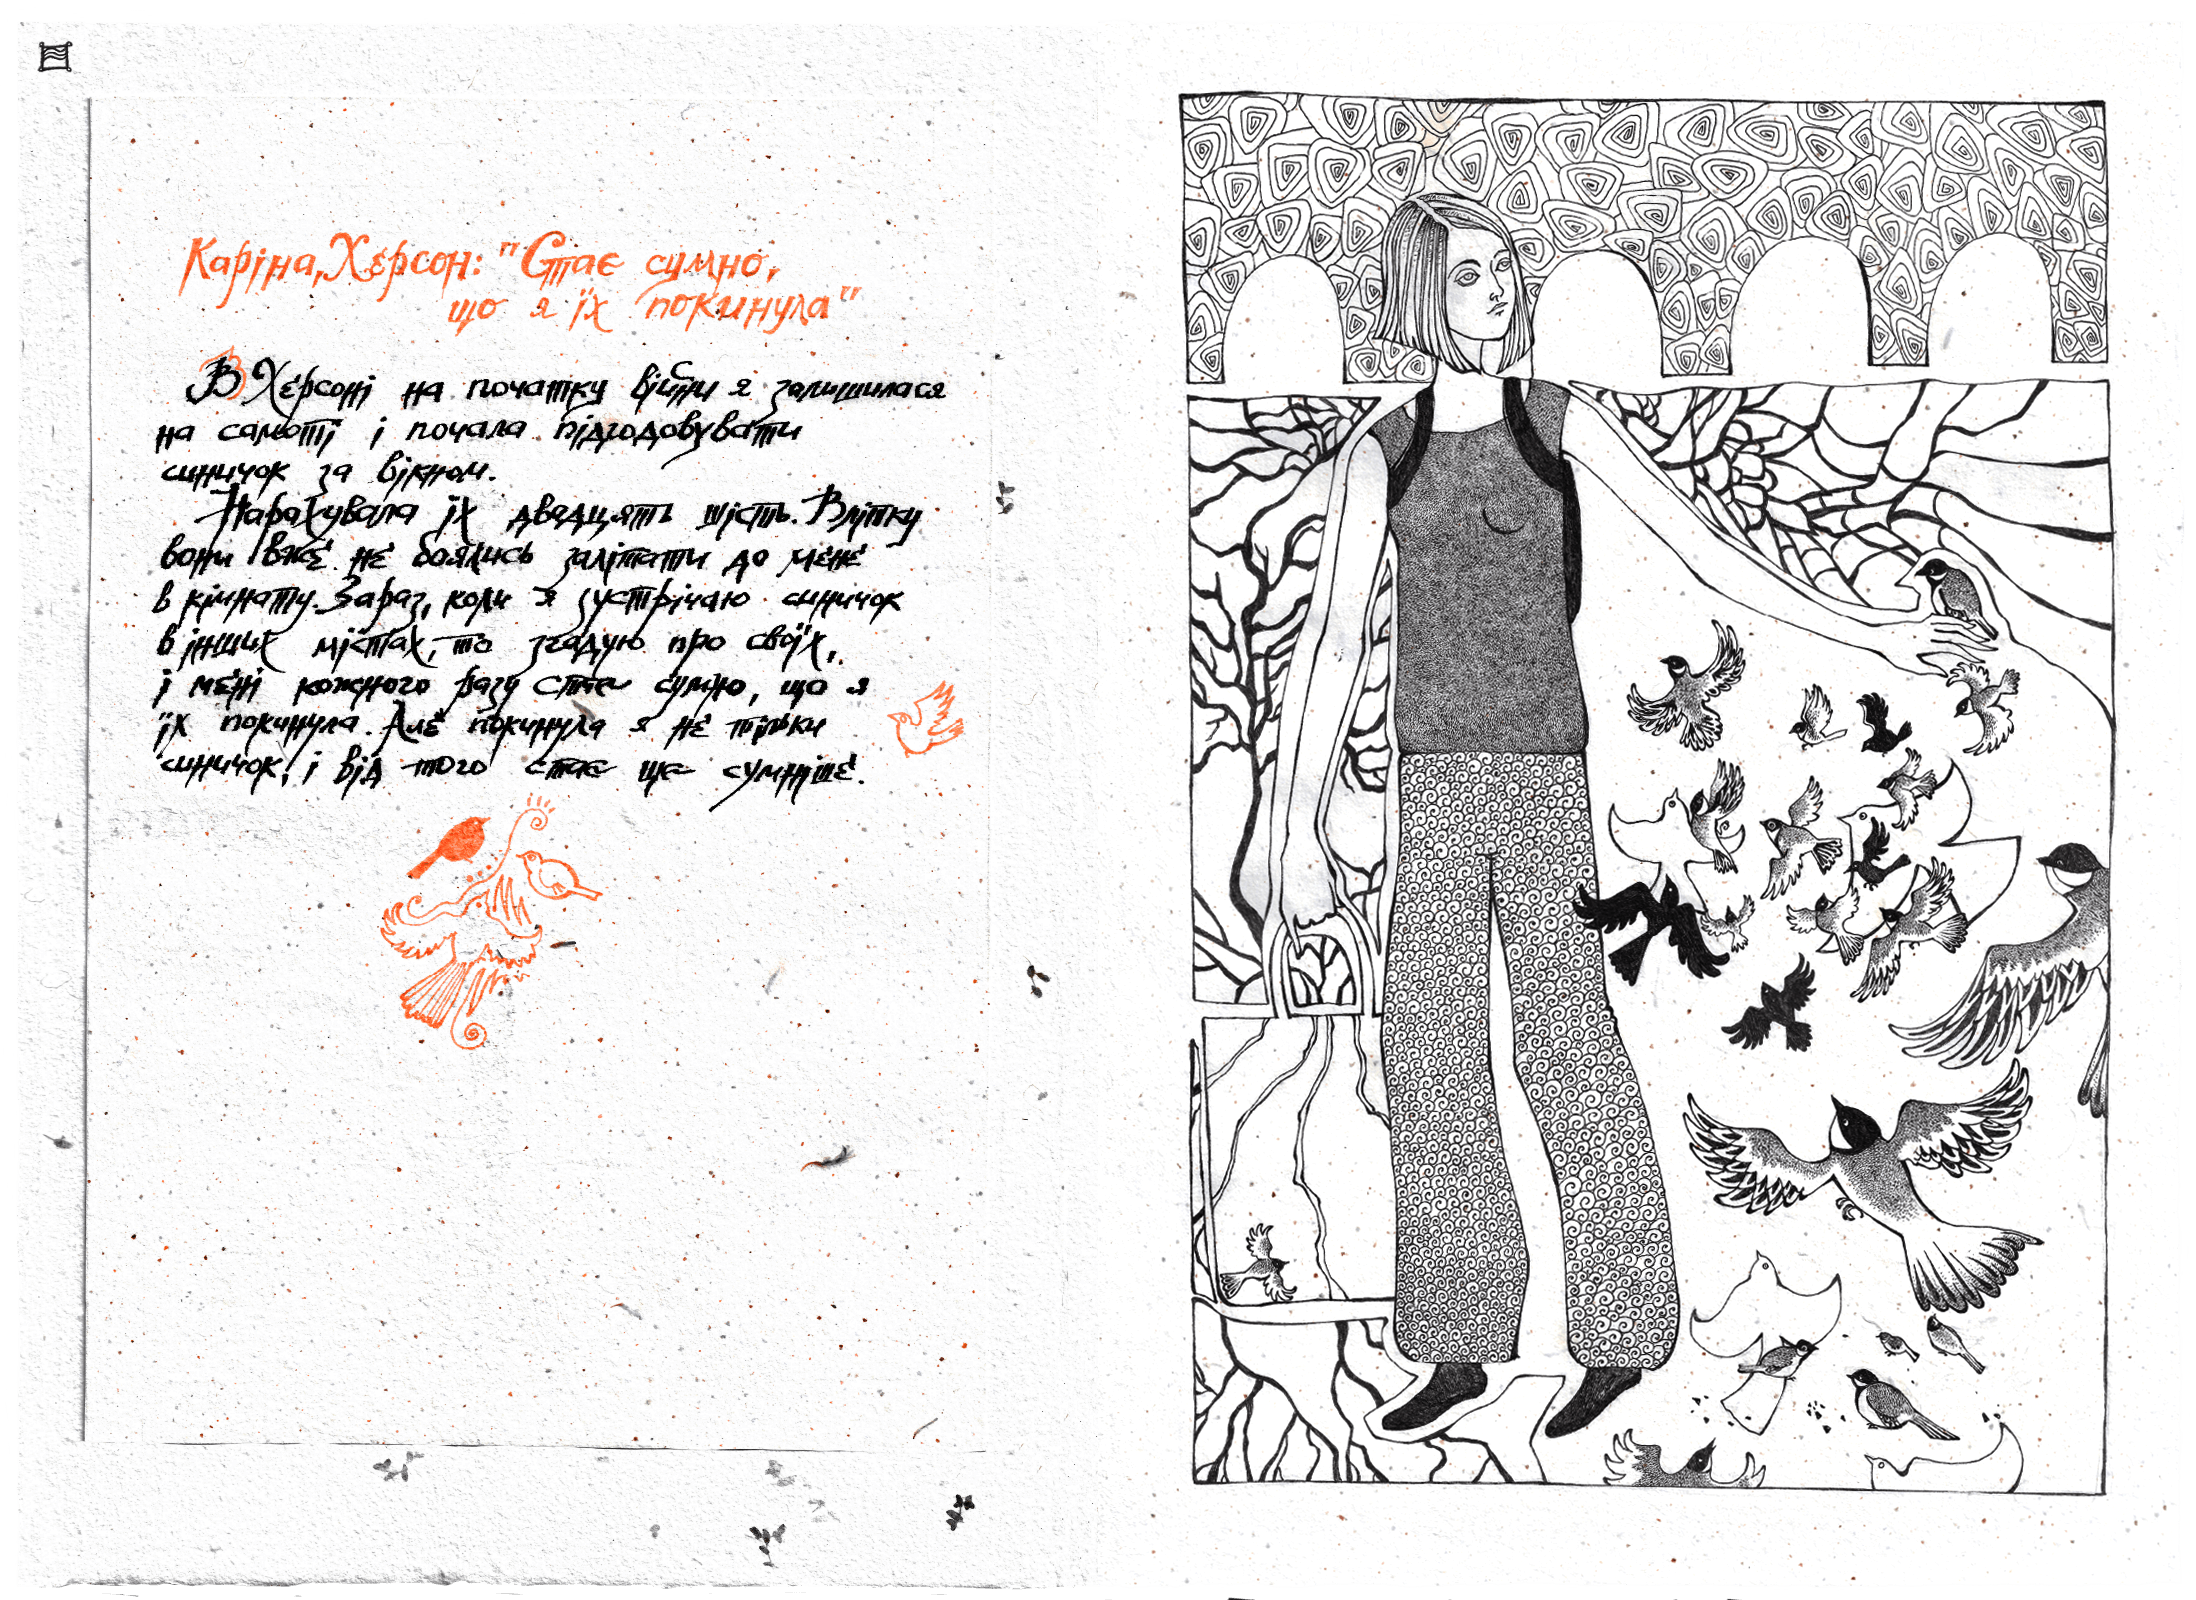 Каріна, Херсон: "Стає сумно,
що я їх покинула"
В Херсоні на початку війни я залишилася
на самоті і почала підгодовувати
синичок за вікном.
Нарахувала їх двадцять шість. Влітку
вони вже не боялись залітати до мене
в кімнату. Зараз, коли я зустрічаю синичок
в інших містах, то згадую про своїх,
і мені кожного разу стає сумно, що я
їх покинула. Але покинула я не тільки
синичок, і від того стає ще сумніше.